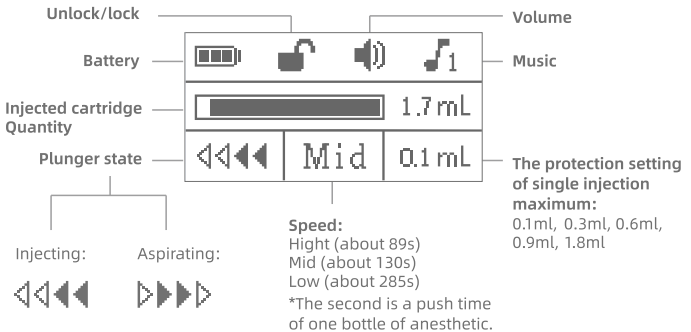 Unlock/lock
Volume
Battery
Music
1
Injected cartridge
Quantity
1.7 mL
Plunger state
Mid
0.1 mL
The protection setting
of single injection
maximum:
0.1ml, 0.3ml, 0.6ml,
0.9ml, 1.8ml
Speed:
Hight (about 89s)
Mid (about 130s)
Low (about 285s)
*The second is a push time
of one bottle of anesthetic.
Injecting:
Aspirating: